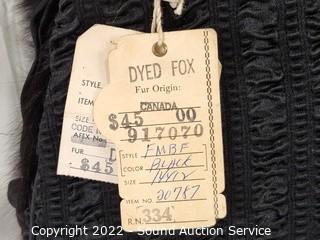 DYED FOX
Fur Origin:
CANADA
$45 00
917070
STYLE FMBF
COLOR BLACK
SIZE
ITEM NO. 20787
R.N. 334
STYLE
ITEM
SIZE
CODE
AFEX No
FUR D
$45
Copyright 2022 - Sound Auction Service